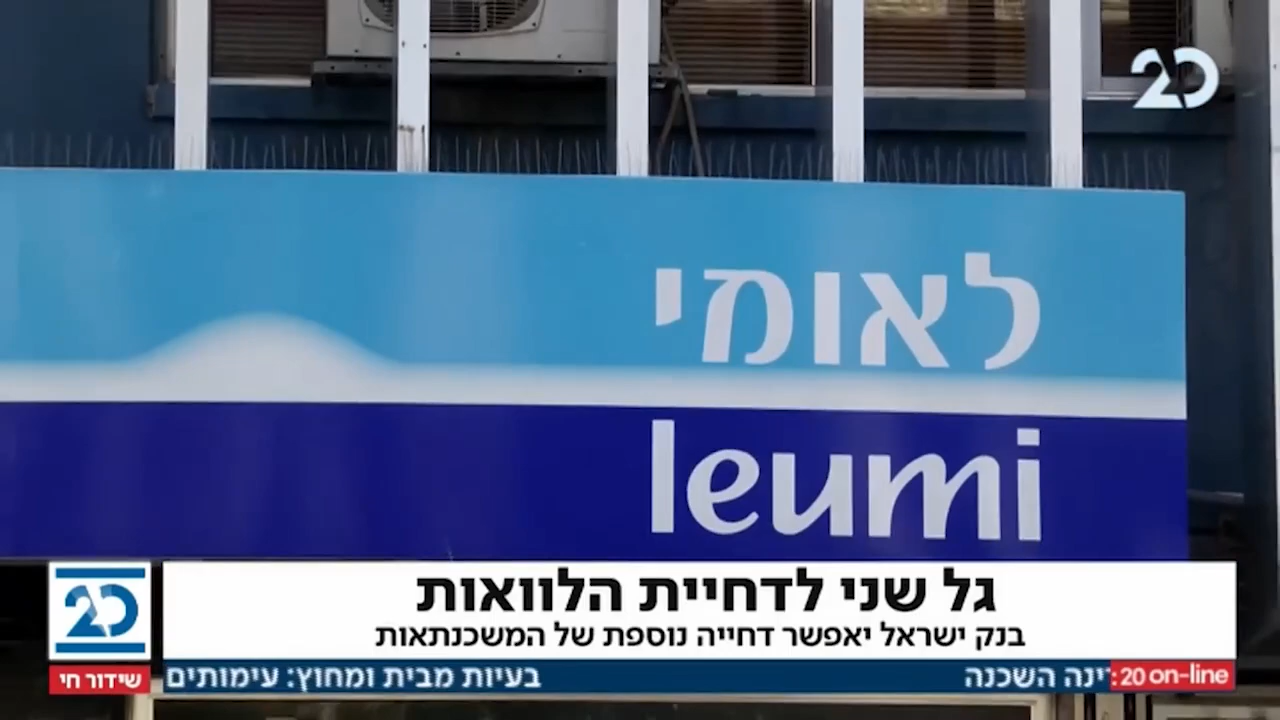 20
לאומי
leumi
גל שני לדחיית הלוואות
בנק ישראל יאפשר דחייה נוספת של המשכנתאות
20
שידור חי
20 on-line
השכנה
בעיות מבית ומחוץ: עימותים